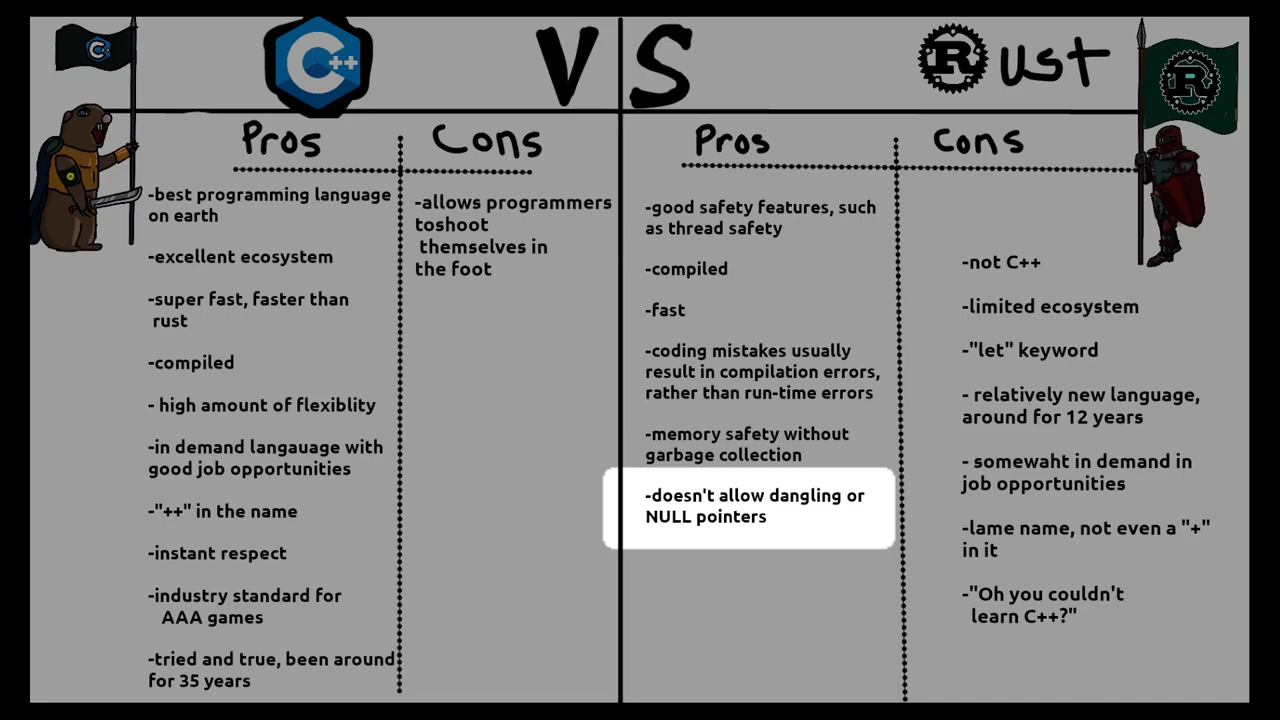 C++
C++
VS
Rust
R
Pros
Cons
-best programming language
on earth
-excellent ecosystem
-super fast, faster than
rust
-compiled
- high amount of flexiblity
-in demand langauage with
good job opportunities
-"++" in the name
-instant respect
-industry standard for
AAA games
-tried and true, been around
for 35 years
-allows programmers
toshoot
themselves in
the foot
Pros
Cons
-good safety features, such
as thread safety
-compiled
-fast
-coding mistakes usually
result in compilation errors,
rather than run-time errors
-memory safety without
garbage collection
-doesn't allow dangling or
NULL pointers
-not C++
-limited ecosystem
-"let" keyword
- relatively new language,
around for 12 years
- somewaht in demand in
job opportunities
-lame name, not even a "+"
in it
-"Oh you couldn't
learn C++?"